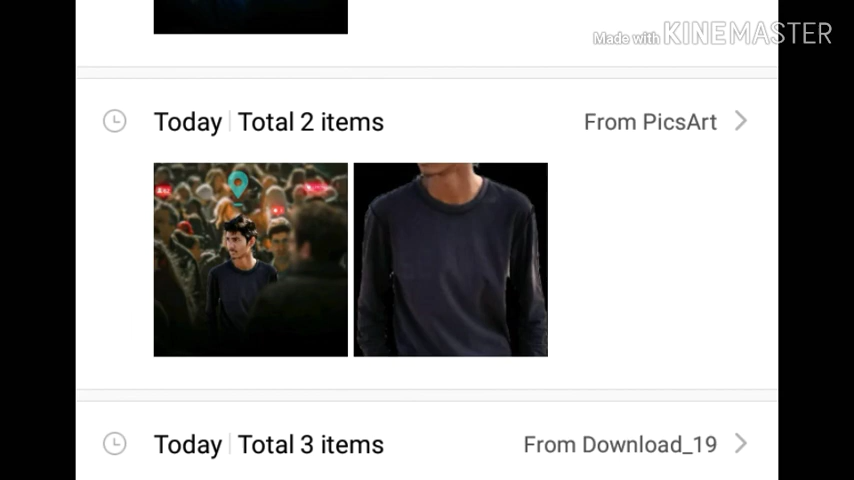 Made with KINEMASTER
Today Total 2 items From PicsArt
Today Total 3 items From Download_19